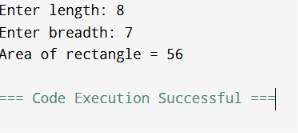 Enter length: 8
Enter breadth: 7
Area of rectangle = 56
=== Code Execution Successful ===